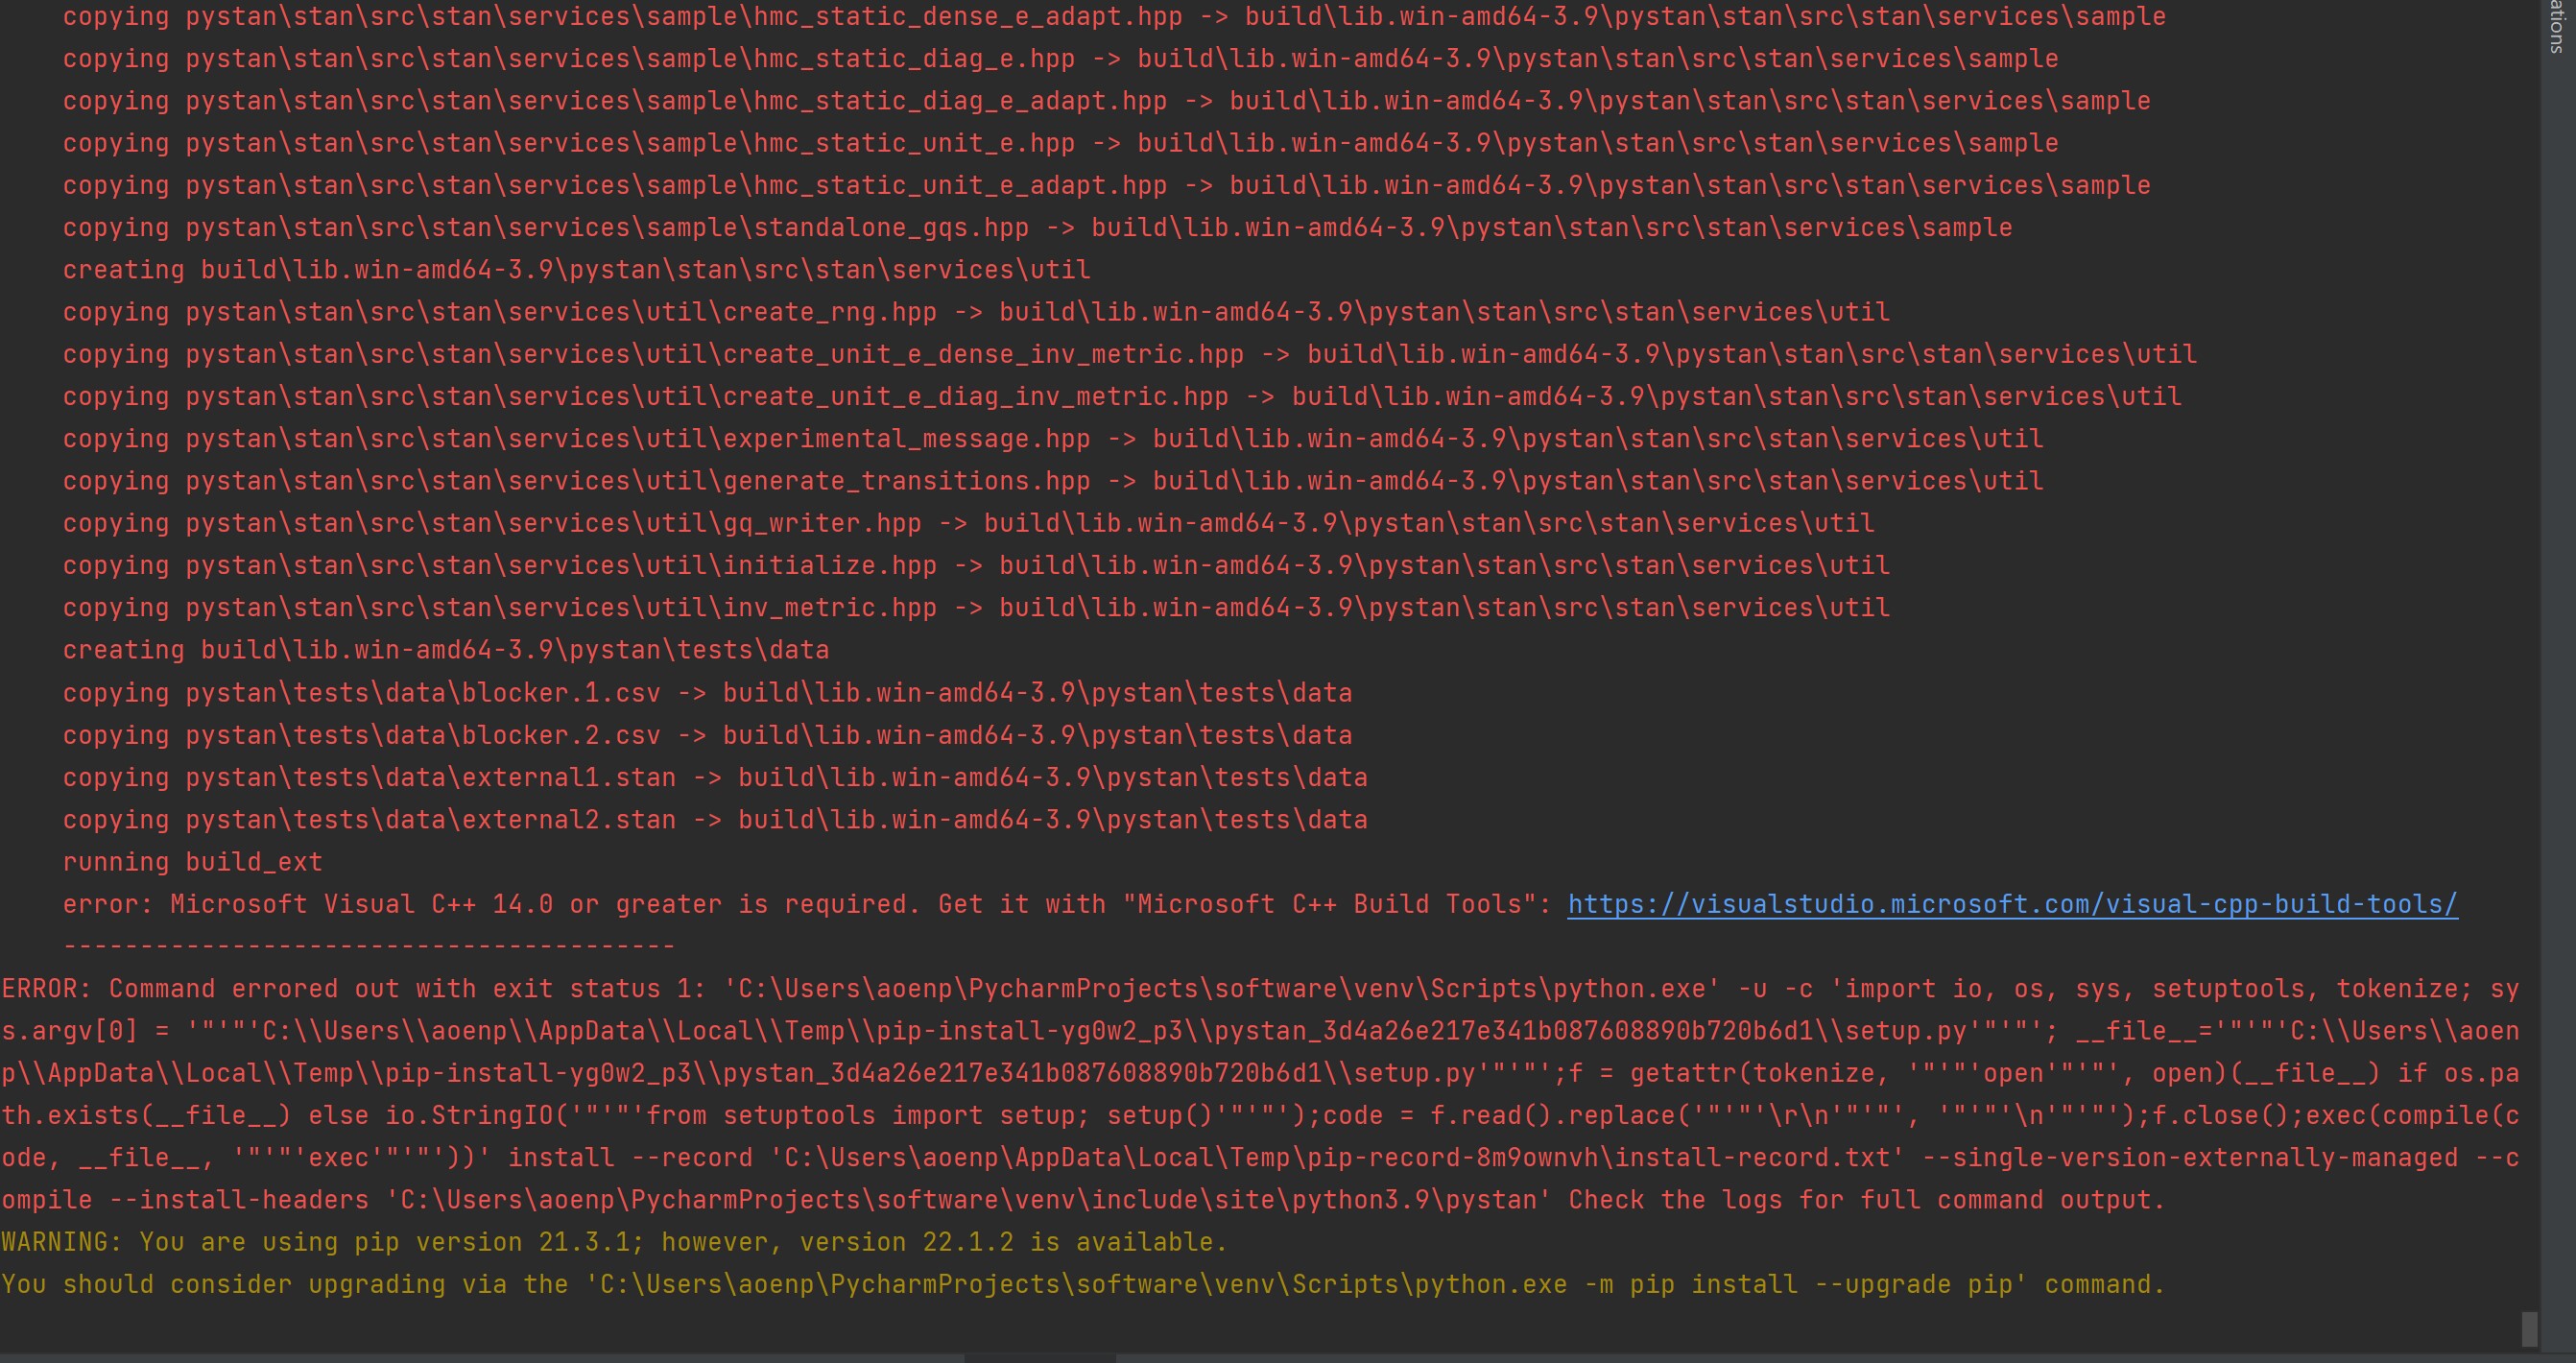 ations
copying pystan\stan\src\stan\services\sample\hmc_static_dense_e_adapt.hpp -> build\lib.win-amd64-3.9\pystan\stan\src\stan\services\sample
copying pystan\stan\src\stan\services\sample\hmc_static_diag_e.hpp -> build\lib.win-amd64-3.9\pystan\stan\src\stan\services\sample
copying pystan\stan\src\stan\services\sample\hmc_static_diag_e_adapt.hpp -> build\lib.win-amd64-3.9\pystan\stan\src\stan\services\sample
copying pystan\stan\src\stan\services\sample\hmc_static_unit_e.hpp -> build\lib.win-amd64-3.9\pystan\stan\src\stan\services\sample
copying pystan\stan\src\stan\services\sample\hmc_static_unit_e_adapt.hpp -> build\lib.win-amd64-3.9\pystan\stan\src\stan\services\sample
copying pystan\stan\src\stan\services\sample\standalone_gqs.hpp -> build\lib.win-amd64-3.9\pystan\stan\src\stan\services\sample
creating build\lib.win-amd64-3.9\pystan\stan\src\stan\services\util
copying pystan\stan\src\stan\services\util\create_rng.hpp -> build\lib.win-amd64-3.9\pystan\stan\src\stan\services\util
copying pystan\stan\src\stan\services\util\create_unit_e_dense_inv_metric.hpp -> build\lib.win-amd64-3.9\pystan\stan\src\stan\services\util
copying pystan\stan\src\stan\services\util\create_unit_e_diag_inv_metric.hpp -> build\lib.win-amd64-3.9\pystan\stan\src\stan\services\util
copying pystan\stan\src\stan\services\util\experimental_message.hpp -> build\lib.win-amd64-3.9\pystan\stan\src\stan\services\util
copying pystan\stan\src\stan\services\util\generate_transitions.hpp -> build\lib.win-amd64-3.9\pystan\stan\src\stan\services\util
copying pystan\stan\src\stan\services\util\gq_writer.hpp -> build\lib.win-amd64-3.9\pystan\stan\src\stan\services\util
copying pystan\stan\src\stan\services\util\initialize.hpp -> build\lib.win-amd64-3.9\pystan\stan\src\stan\services\util
copying pystan\stan\src\stan\services\util\inv_metric.hpp -> build\lib.win-amd64-3.9\pystan\stan\src\stan\services\util
creating build\lib.win-amd64-3.9\pystan\tests\data
copying pystan\tests\data\blocker.1.csv -> build\lib.win-amd64-3.9\pystan\tests\data
copying pystan\tests\data\blocker.2.csv -> build\lib.win-amd64-3.9\pystan\tests\data
copying pystan\tests\data\external1.stan -> build\lib.win-amd64-3.9\pystan\tests\data
copying pystan\tests\data\external2.stan -> build\lib.win-amd64-3.9\pystan\tests\data
running build_ext
error: Microsoft Visual C++ 14.0 or greater is required. Get it with "Microsoft C++ Build Tools": https://visualstudio.microsoft.com/visual-cpp-build-tools/
----------------------------------------
ERROR: Command errored out with exit status 1: 'C:\Users\aoenp\PycharmProjects\software\venv\Scripts\python.exe' -u -c 'import io, os, sys, setuptools, tokenize; sy
s.argv[0] = '"'"'C:\\Users\\aoenp\\AppData\\Local\\Temp\\pip-install-yg0w2_p3\\pystan_3d4a26e217e341b087608890b720b6d1\\setup.py'"'"'; __file__='"'"'C:\\Users\\aoen
p\\AppData\\Local\\Temp\\pip-install-yg0w2_p3\\pystan_3d4a26e217e341b087608890b720b6d1\\setup.py'"'"';f = getattr(tokenize, '"'"'open'"'"', open)(__file__) if os.pa
th.exists(__file__) else io.StringIO('"'"'from setuptools import setup; setup()'"'"');code = f.read().replace('"'"'\r\n'"'"', '"'"'\n'"'"');f.close();exec(compile(c
ode, __file__, '"'"'exec'"'"'))' install --record 'C:\Users\aoenp\AppData\Local\Temp\pip-record-8m9ownvh\install-record.txt' --single-version-externally-managed --c
ompile --install-headers 'C:\Users\aoenp\PycharmProjects\software\venv\include\site\python3.9\pystan' Check the logs for full command output.
WARNING: You are using pip version 21.3.1; however, version 22.1.2 is available.
You should consider upgrading via the 'C:\Users\aoenp\PycharmProjects\software\venv\Scripts\python.exe -m pip install --upgrade pip' command.